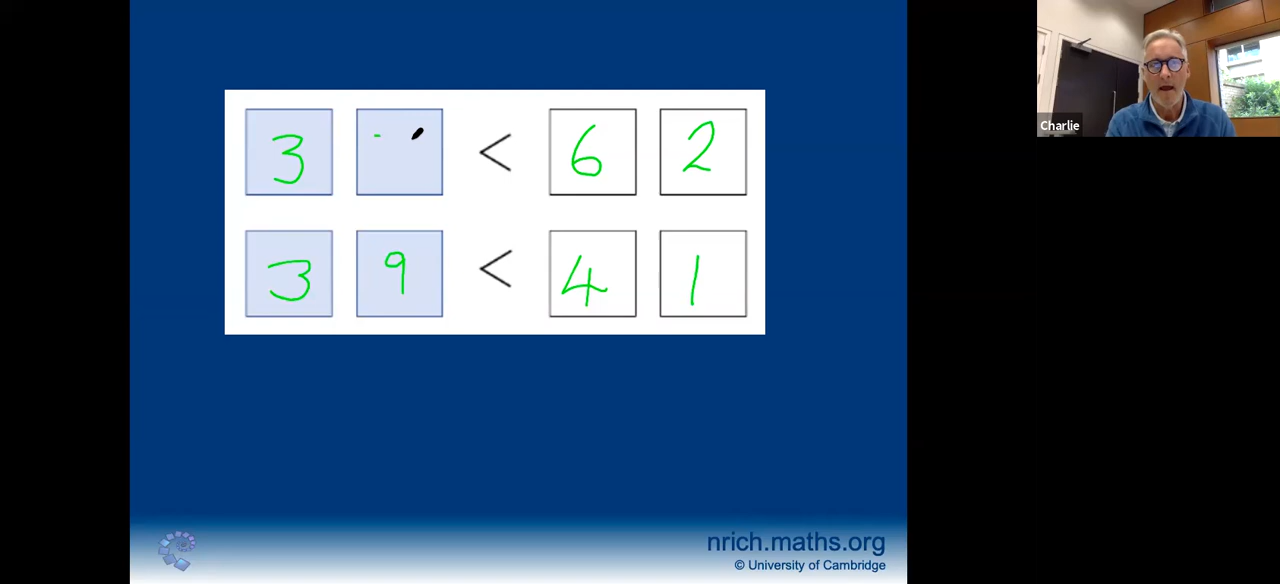 3 < 6 2
Charlie
3 9 < 4 1
nrich.maths.org
© University of Cambridge